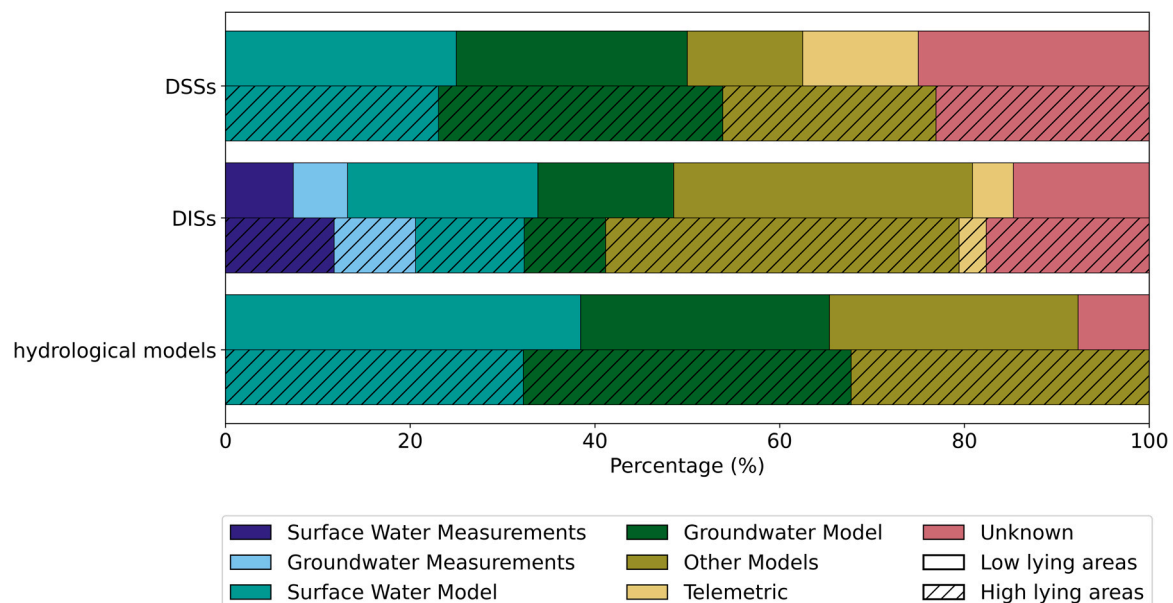 DSSs
DISs
hydrological models
0 20 40 60 80 100
Percentage (%)
Surface Water Measurements Groundwater Model Unknown
Groundwater Measurements Other Models Low lying areas
Surface Water Model Telemetric High lying areas